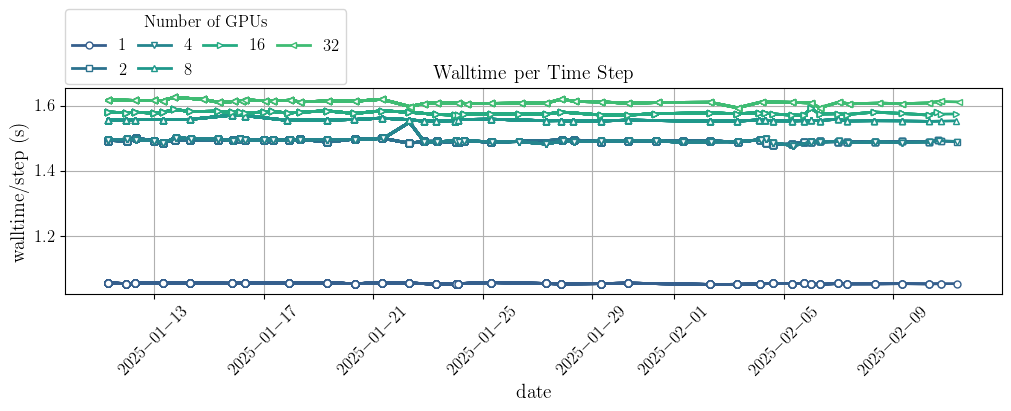 Number of GPUs
1 4 16 32
2 8
Walltime per Time Step
walltime/step (s)
1.6
1.4
1.2
2025−01−13
2025−01−17
2025−01−21
2025−01−25
2025−01−29
2025−02−01
2025−02−05
2025−02−09
date